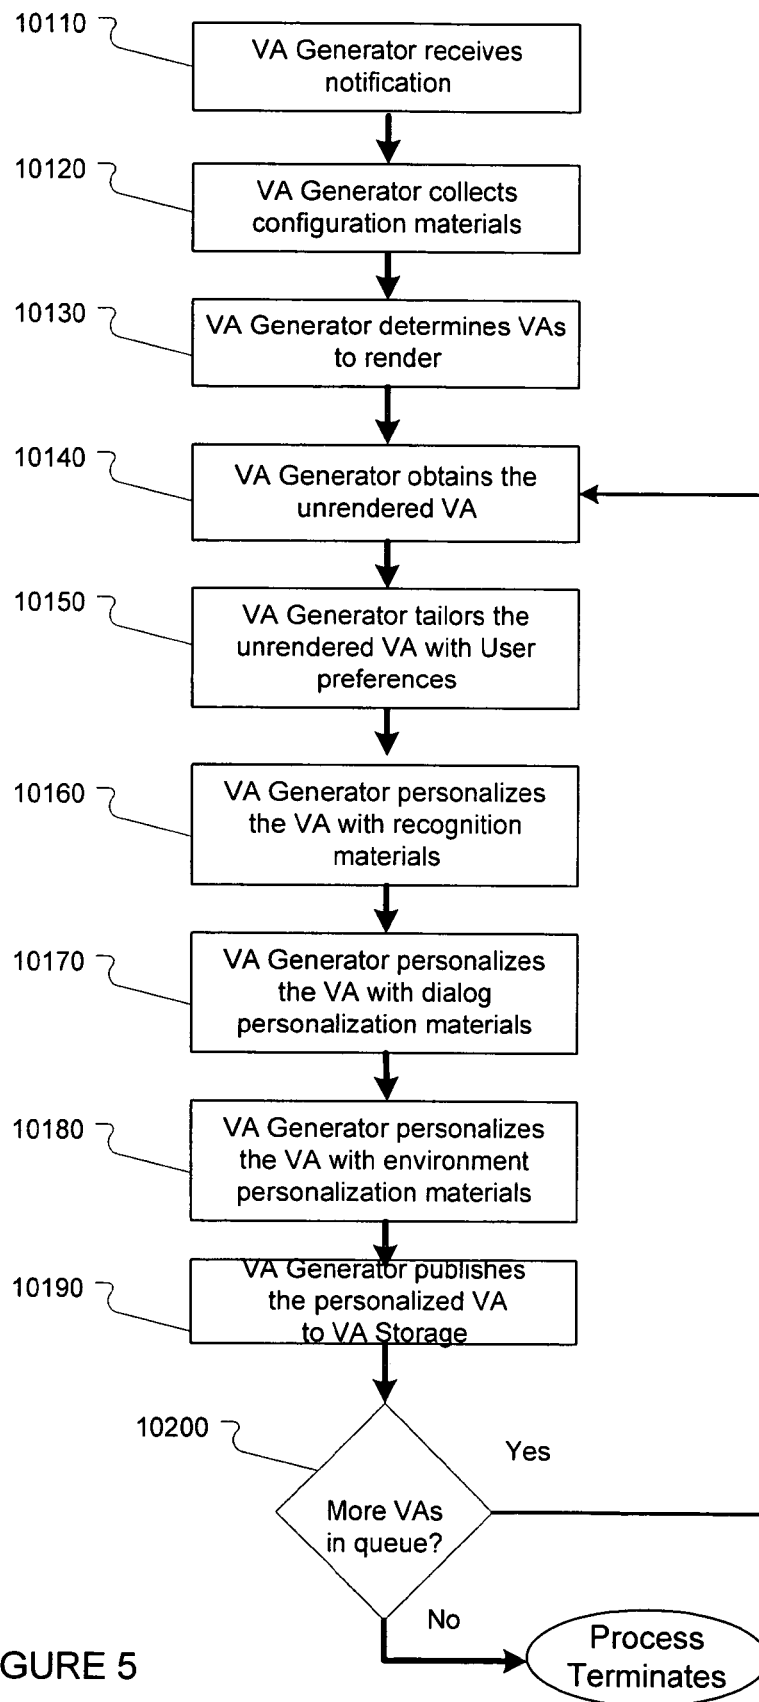 10110
VA Generator receives
notification
10120
VA Generator collects
configuration materials
10130
VA Generator determines VAs
to render
10140
VA Generator obtains the
unrendered VA
10150
VA Generator tailors the
unrendered VA with User
preferences
10160
VA Generator personalizes
the VA with recognition
materials
10170
VA Generator personalizes
the VA with dialog
personalization materials
10180
VA Generator personalizes
the VA with environment
personalization materials
10190
VA Generator publishes
the personalized VA
to VA Storage
10200
Yes
More VAs
in queue?
No
Process
Terminates
GURE 5